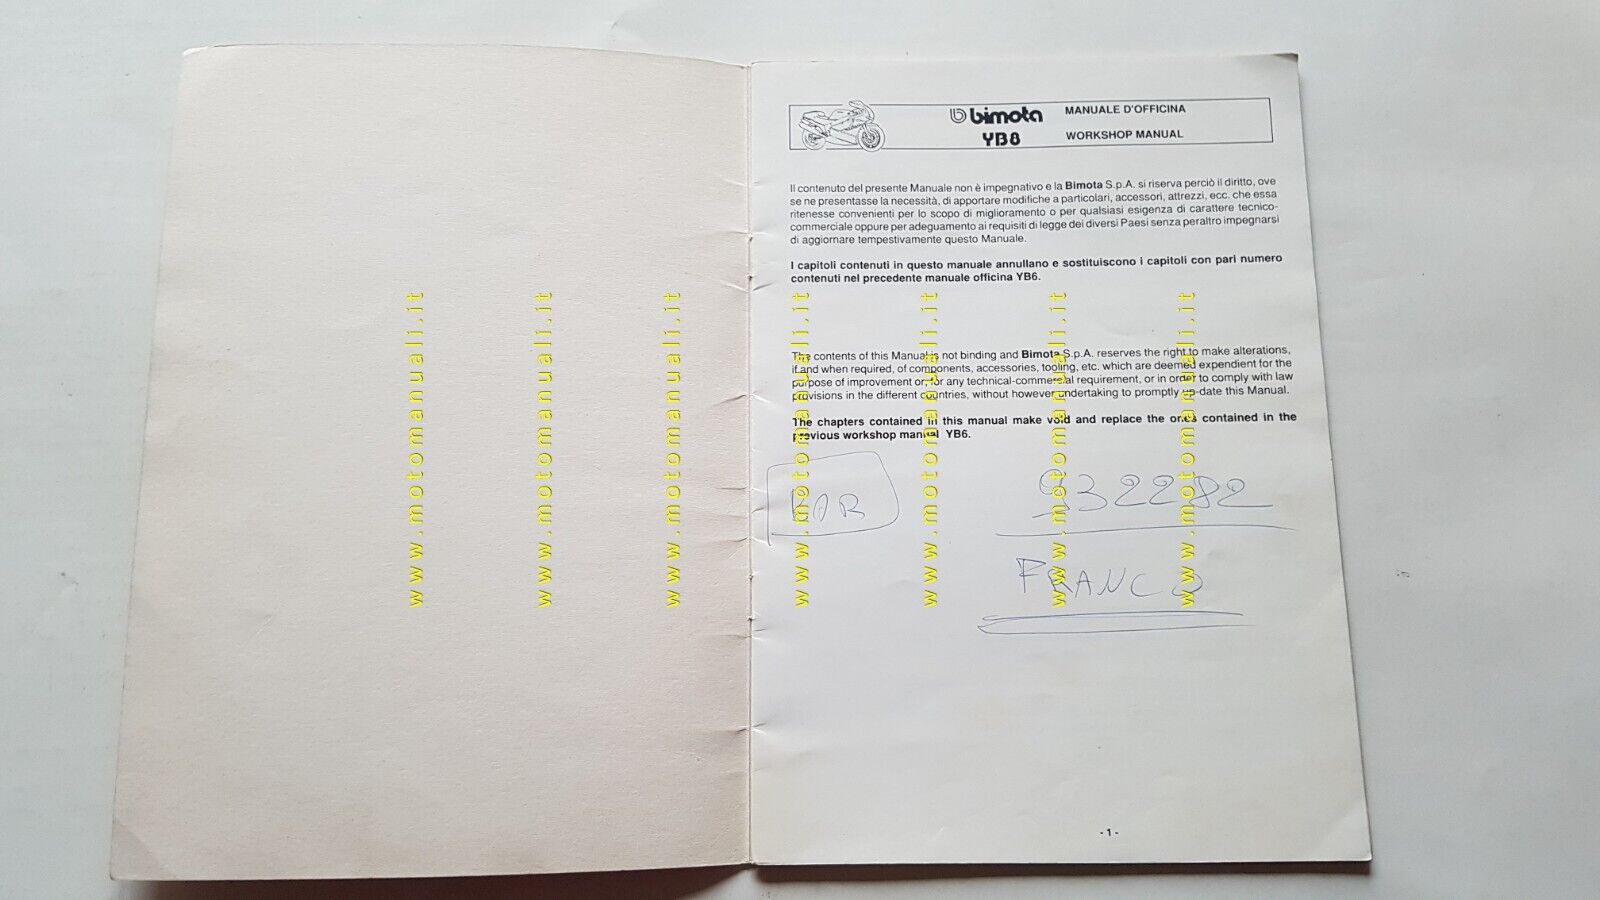 bimota
YB8
MANUALE D'OFFICINA
WORKSHOP MANUAL
Il contenuto del presente Manuale non è impegnativo e la Bimota S.p.A. si riserva perciò il diritto, ove
se ne presentasse la necessità, di apportare modifiche a particolari, accessori, attrezzi, ecc. che essa
ritenesse convenienti per lo scopo di miglioramento o per qualsiasi esigenza di carattere tecnico-
commerciale oppure per adeguamento ai requisiti di legge dei diversi Paesi senza peraltro impegnarsi
di aggiornare tempestivamente questo Manuale.
I capitoli contenuti in questo manuale annullano e sostituiscono i capitoli con pari numero
contenuti nel precedente manuale officina YB6.
The contents of this Manual is not binding and Bimota S.p.A. reserves the right to make alterations,
if and when required, of components, accessories, tooling, etc. which are deemed expendient for the
purpose of improvement or, for any technical-commercial requirement, or in order to comply with law
provisions in the different countries, without however undertaking to promptly up-date this Manual.
The chapters contained in this manual make void and replace the ones contained in the
previous workshop manual YB6.
932282
FRANCO
- 1 -
www.motomanuali.it
www.motomanuali.it
www.motomanuali.it
www.motomanuali.it
www.motomanuali.it
www.motomanuali.it
www.motomanuali.it